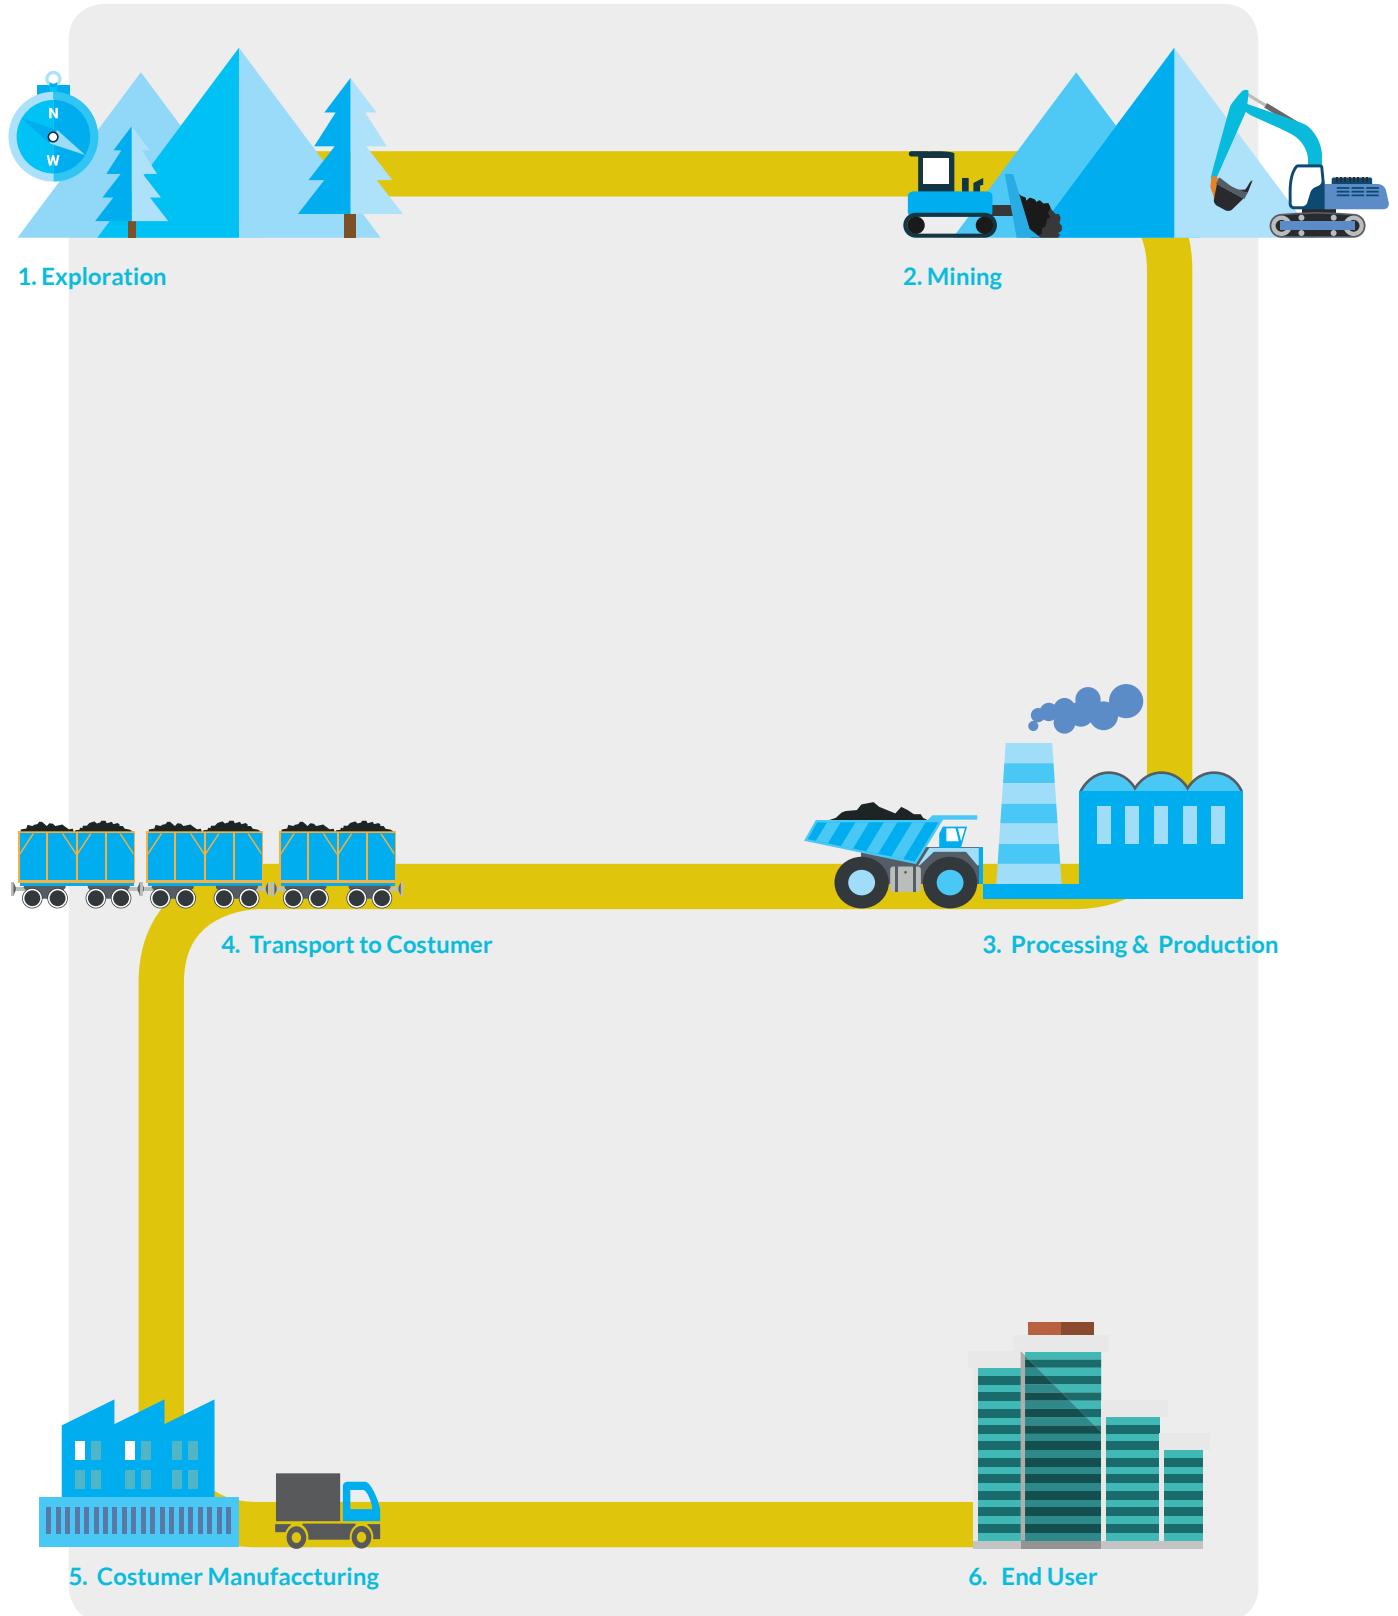 N
W
1. Exploration
2. Mining
4. Transport to Costumer
3. Processing & Production
5. Costumer Manufaccturing
6. End User